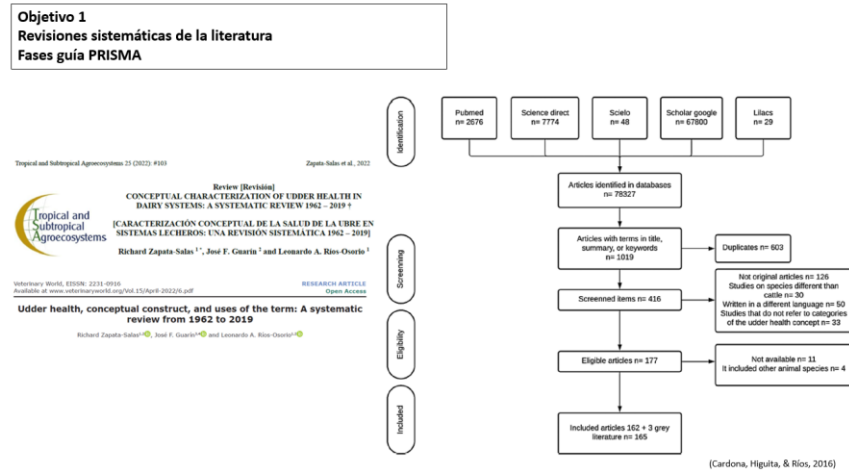 Objetivo 1
Revisiones sistemáticas de la literatura
Fases guía PRISMA
Tropical and Subtropical Agroecosystems 25 (2022): #103
Zapata-Salas et al., 2022
Review [Revisión]
CONCEPTUAL CHARACTERIZATION OF UDDER HEALTH IN
DAIRY SYSTEMS: A SYSTEMATIC REVIEW 1962 – 2019 †
Tropical and
Subtropical
Agroecosystems
[CARACTERIZACIÓN CONCEPTUAL DE LA SALUD DE LA UBRE EN
SISTEMAS LECHEROS: UNA REVISIÓN SISTEMÁTICA 1962 – 2019]
Richard Zapata-Salas 1*, José F. Guarín 2 and Leonardo A. Ríos-Osorio 1
Veterinary World, EISSN: 2231-0916
Available at www.veterinaryworld.org/Vol.15/April-2022/6.pdf
RESEARCH ARTICLE
Open Access
Udder health, conceptual construct, and uses of the term: A systematic
review from 1962 to 2019
Richard Zapata-Salas, José F. Guarín and Leonardo A. Ríos-Osorio
Identification
Screening
Eligibility
Included
Pubmed
n= 2676
Science direct
n= 7774
Scielo
n= 48
Scholar google
n= 67800
Lilacs
n= 29
Articles identified in databases
n= 78327
Articles with terms in title,
summary, or keywords
n= 1019
Duplicates n= 603
Screnned items n= 416
Not original articles n= 126
Studies on species different than
cattle n= 30
Written in a different language n= 50
Studies that do not refer to categories
of the udder health concept n= 33
Eligible articles n= 177
Not available n= 11
It included other animal species n= 4
Included articles 162 + 3 grey
literature n= 165
(Cardona, Higuita, & Ríos, 2016)